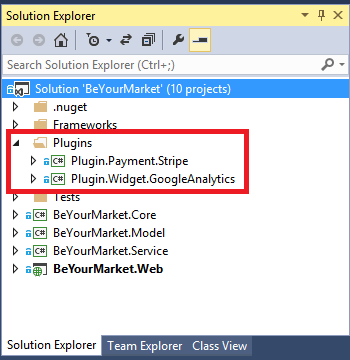 Solution Explorer
Search Solution Explorer (Ctrl+;)
Solution 'BeYourMarket' (10 projects)
.nuget
Frameworks
Plugins
C# Plugin.Payment.Stripe
C# Plugin.Widget.GoogleAnalytics
Tests
C# BeYourMarket.Core
C# BeYourMarket.Model
C# BeYourMarket.Service
BeYourMarket.Web
Solution Explorer Team Explorer Class View